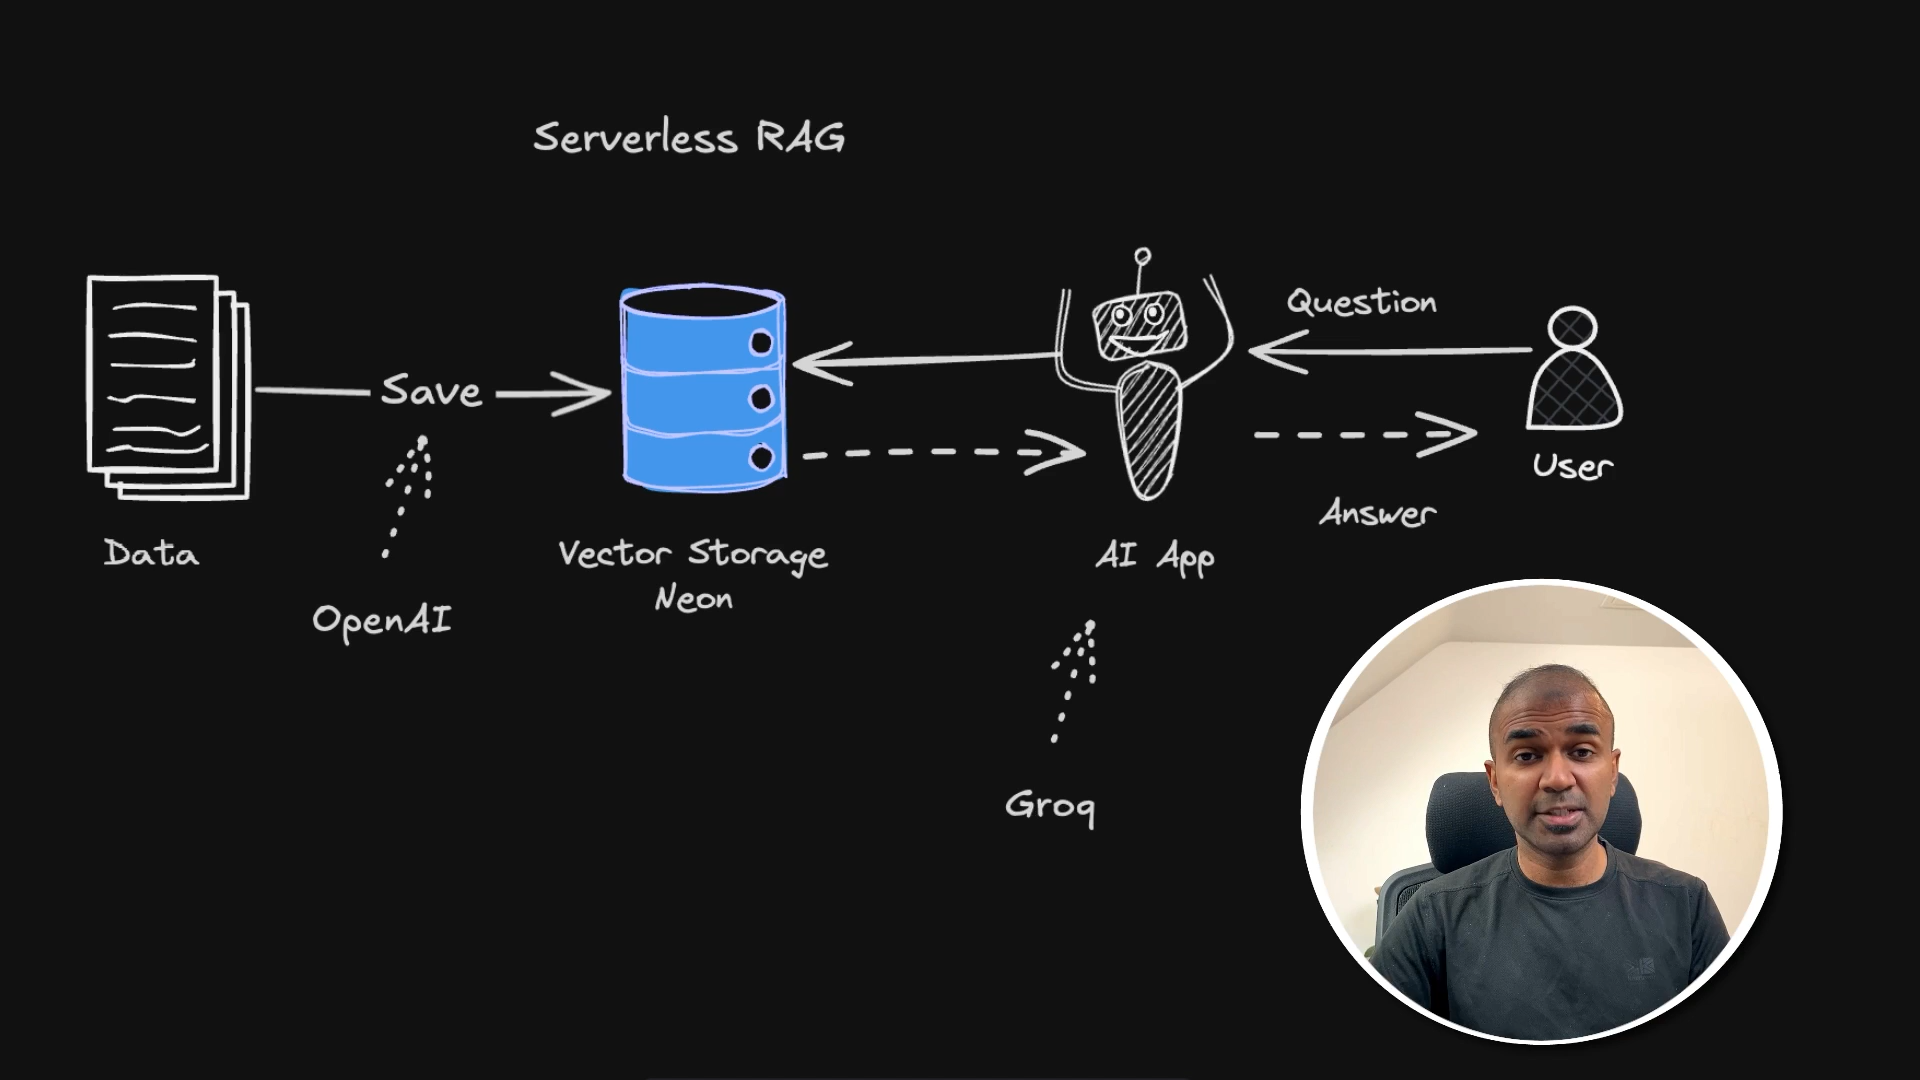 Serverless RAG
Question
Save
User
Answer
Data
Vector Storage
Neon
AI App
OpenAI
Groq